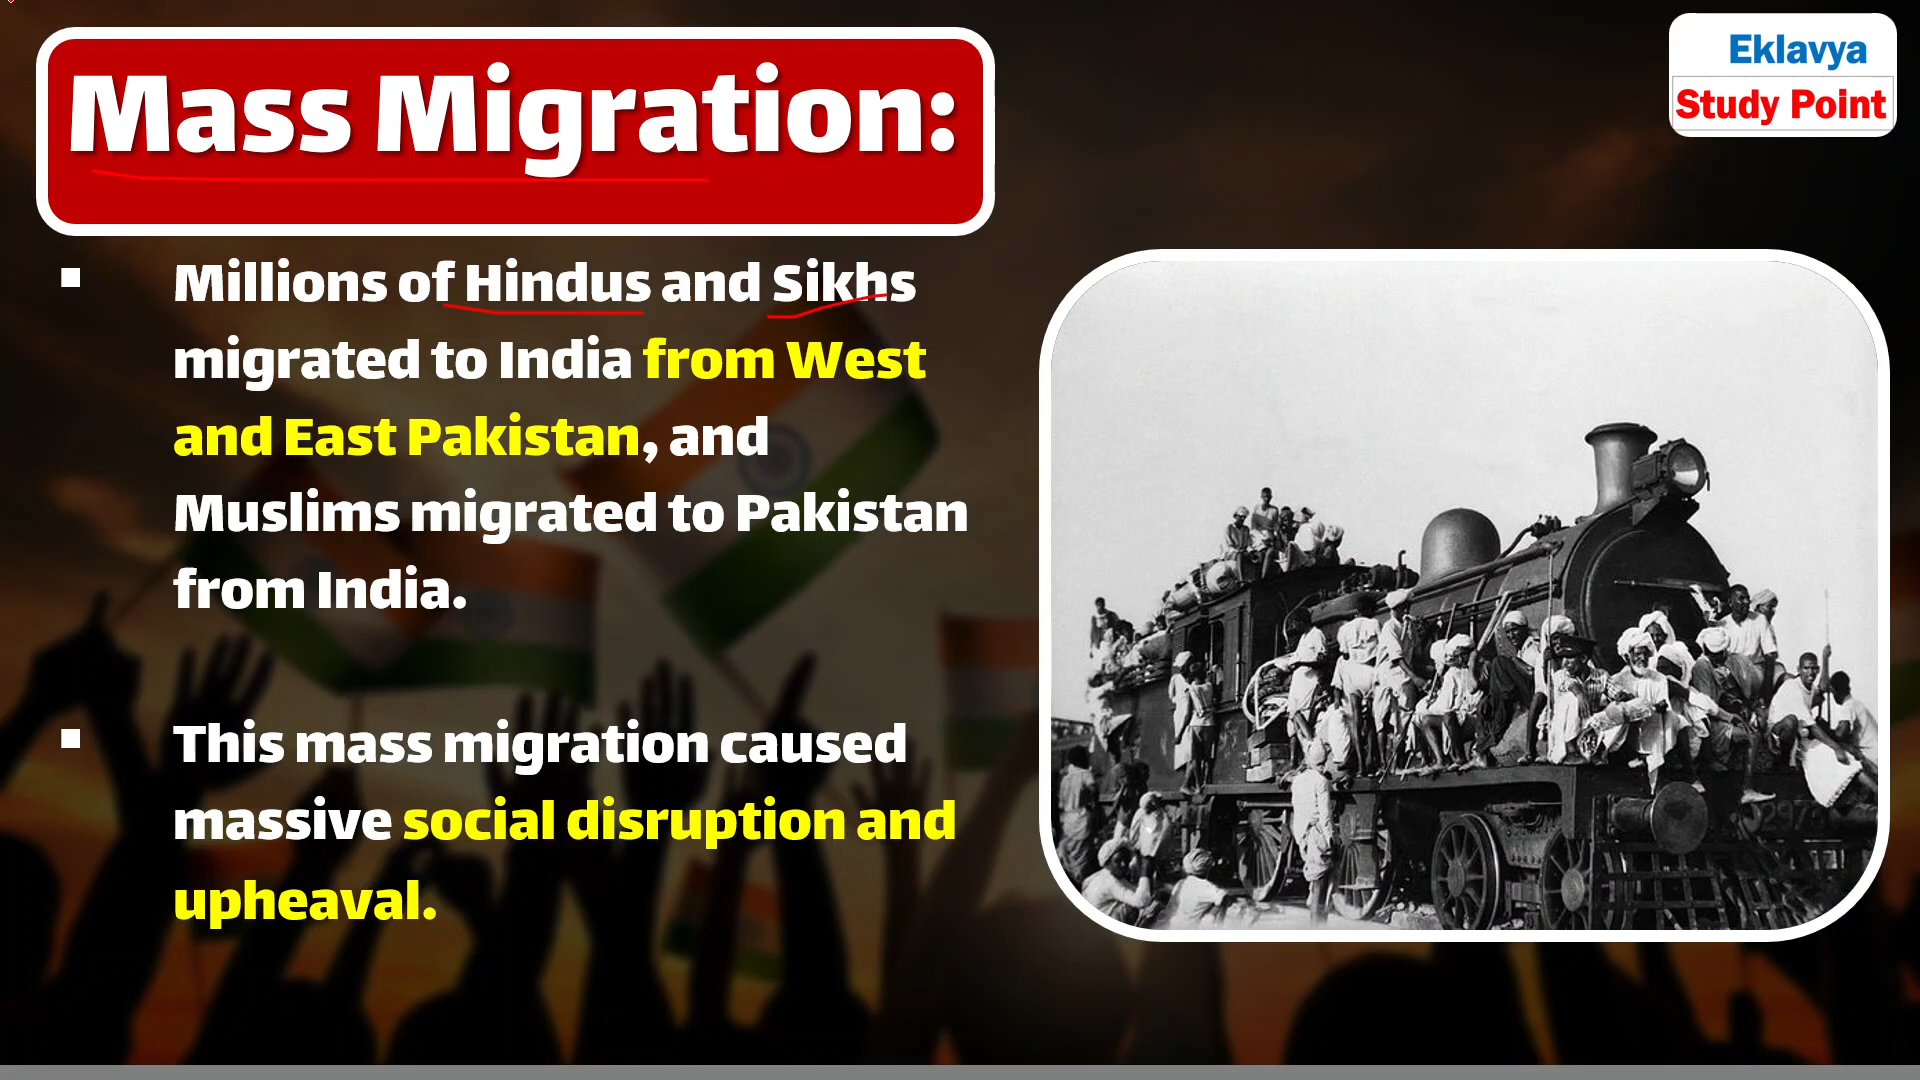 Mass Migration:
Eklavya
Study Point
▪ Millions of Hindus and Sikhs
migrated to India from West
and East Pakistan, and
Muslims migrated to Pakistan
from India.
▪ This mass migration caused
massive social disruption and
upheaval.